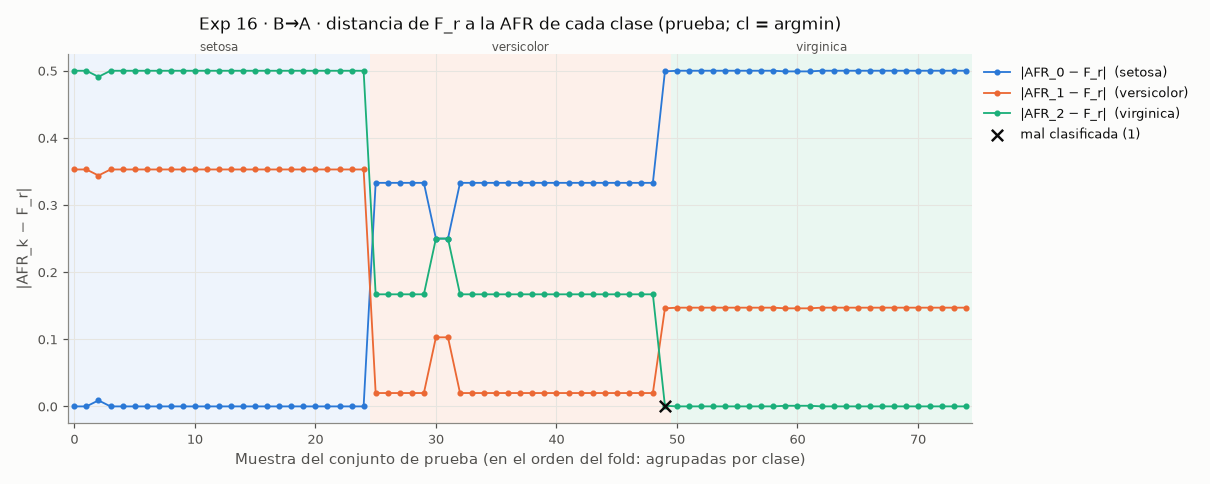 Exp 16 · B→A · distancia de F_r a la AFR de cada clase (prueba; cl = argmin)
setosa versicolor virginica
|AFR_0 − F_r| (setosa)
|AFR_1 − F_r| (versicolor)
|AFR_2 − F_r| (virginica)
mal clasificada (1)
|AFR_k − F_r|
0.5
0.4
0.3
0.2
0.1
0.0
0 10 20 30 40 50 60 70
Muestra del conjunto de prueba (en el orden del fold: agrupadas por clase)